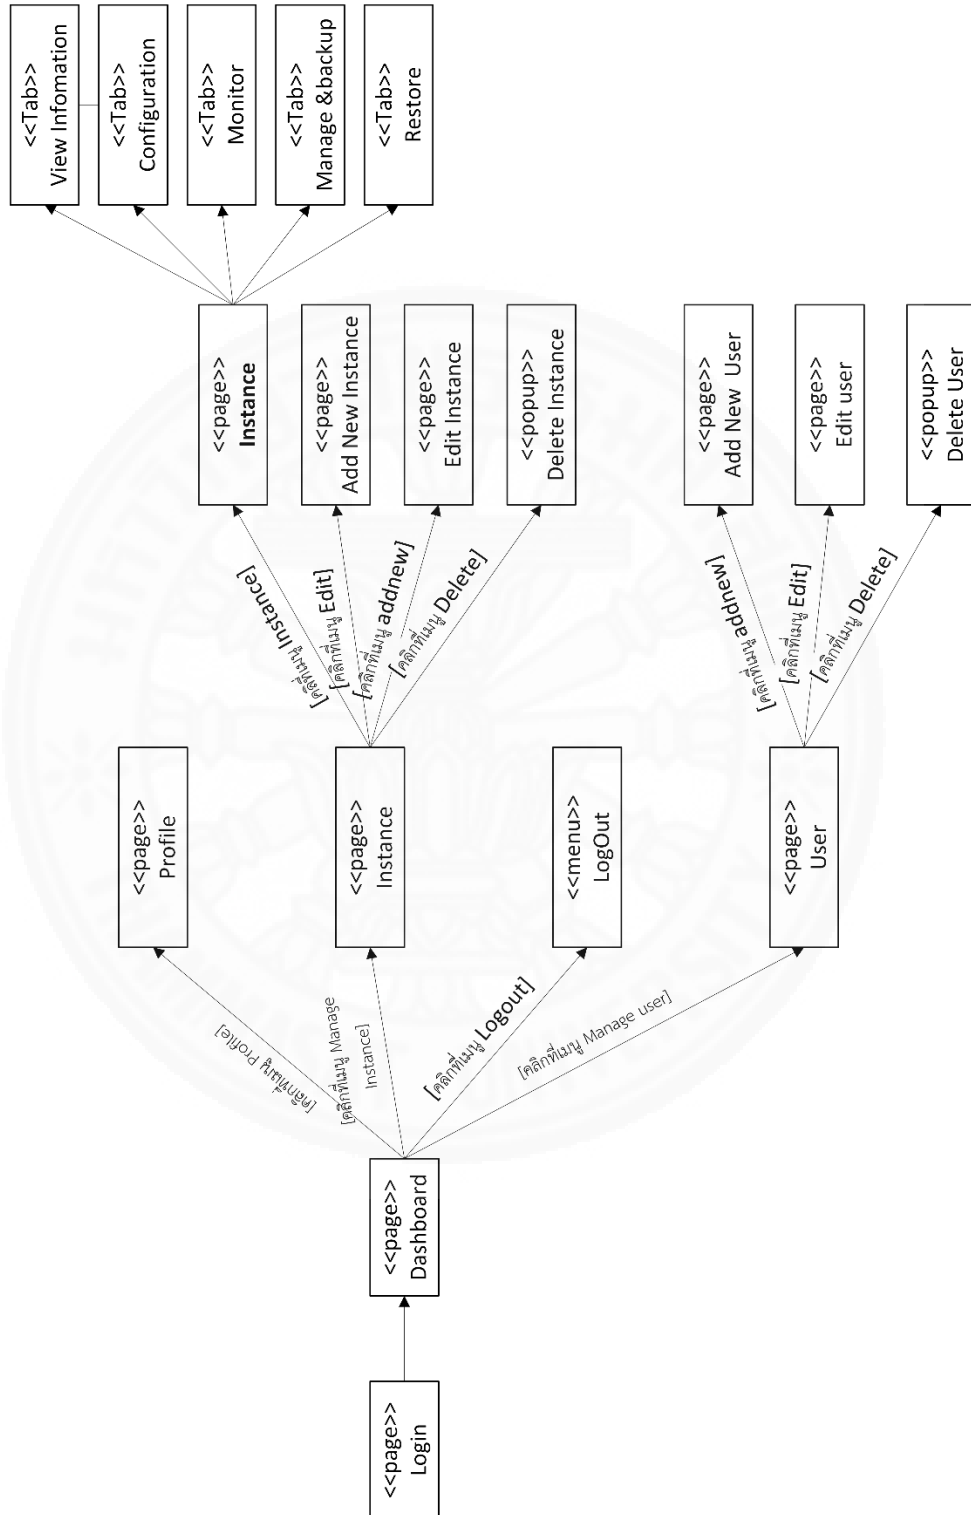 <<page>>
Login
<<page>>
Dashboard
[คลิกที่เมนู Profile]
[คลิกที่เมนู Manage
Instance]
[คลิกที่เมนู Logout]
[คลิกที่เมนู Manage user]
<<page>>
Profile
<<page>>
Instance
<<menu>>
LogOut
<<page>>
User
[คลิกที่เมนู Instance]
[คลิกที่เมนู Edit]
[คลิกที่เมนู addnew]
[คลิกที่เมนู Delete]
[คลิกที่เมนู addnew]
[คลิกที่เมนู Edit]
[คลิกที่เมนู Delete]
<<page>>
Instance
<<page>>
Add New Instance
<<page>>
Edit Instance
<<popup>>
Delete Instance
<<page>>
Add New User
<<page>>
Edit user
<<popup>>
Delete User
<<Tab>>
View Infomation
<<Tab>>
Configuration
<<Tab>>
Monitor
<<Tab>>
Manage &backup
<<Tab>>
Restore